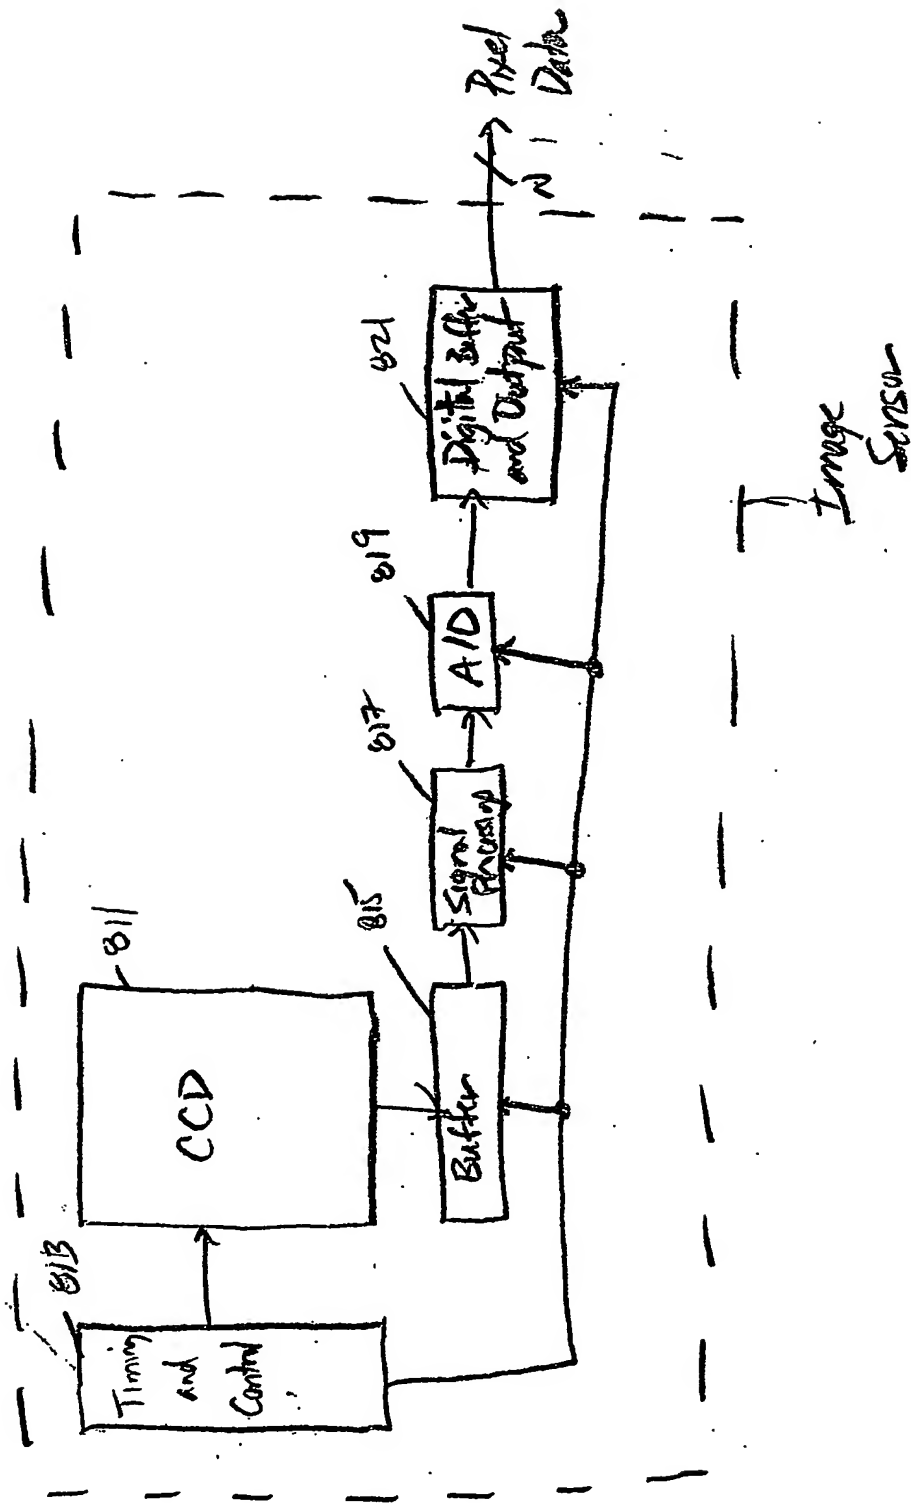 813
Timing
and
Control
811
CCD
815
Buffer
817
Signal
Processing
819
A/D
821
Digital Buffer
and Output
N
Pixel
Data
Image
Sensor